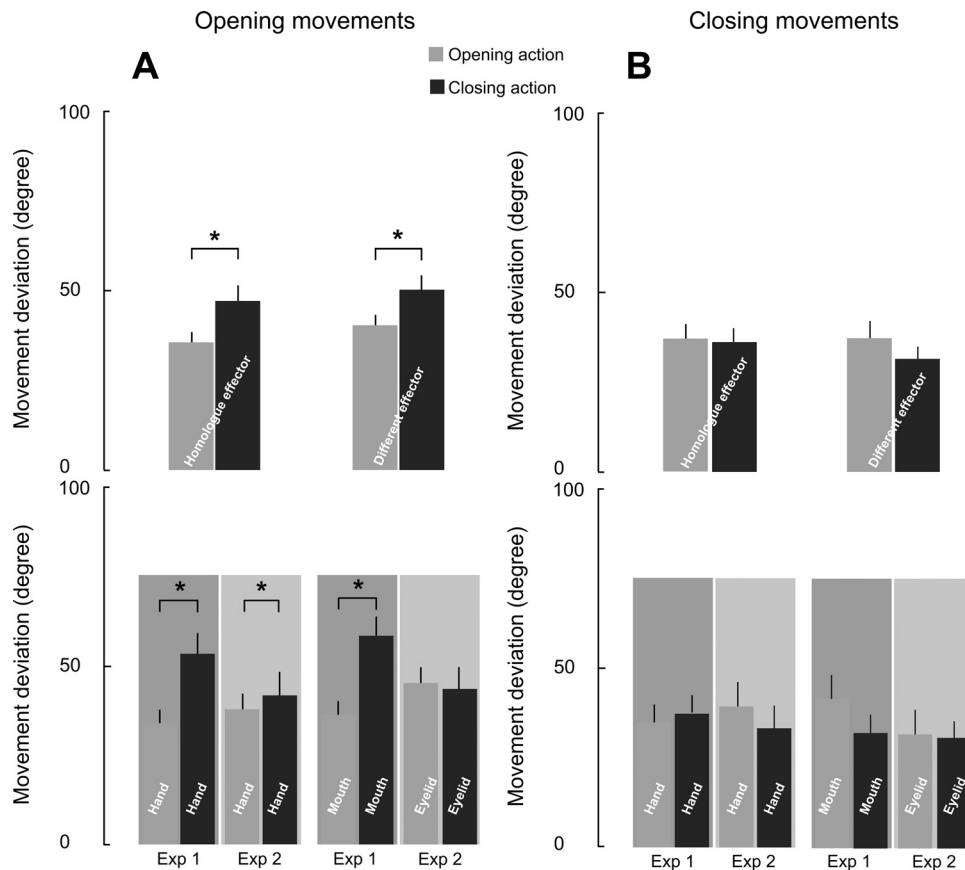 Opening movements
Closing movements
A
Opening action
Closing action
B
Movement deviation (degree)
100
50
0
*
*
Homologue effector
Different effector
Movement deviation (degree)
100
50
0
Homologue effector
Different effector
Movement deviation (degree)
100
50
0
*
*
*
Hand
Hand
Hand
Hand
Mouth
Mouth
Eyelid
Eyelid
Exp 1
Exp 2
Exp 1
Exp 2
Movement deviation (degree)
100
50
0
Hand
Hand
Hand
Hand
Mouth
Mouth
Eyelid
Eyelid
Exp 1
Exp 2
Exp 1
Exp 2